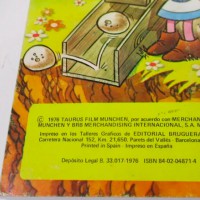 © 1976 TAURUS FILM MUNCHEN, por acuerdo con MERCHAN
MUNCHEN Y BRB MERCHANDISING INTERNACIONAL, S.A. M
Impreso en los Talleres Gráficos de EDITORIAL BRUGUERA
Carretera Nacional 152, Km. 21,650. Parets del Vallés - Barcelona
Printed in Spain - Impreso en España
Depósito Legal B. 33.017-1976 ISBN 84-02-04871-4